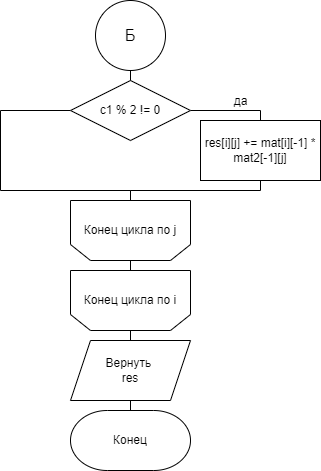 Б
c1 % 2 != 0
да
res[i][j] += mat[i][-1] *
mat2[-1][j]
Конец цикла по j
Конец цикла по i
Вернуть
res
Конец